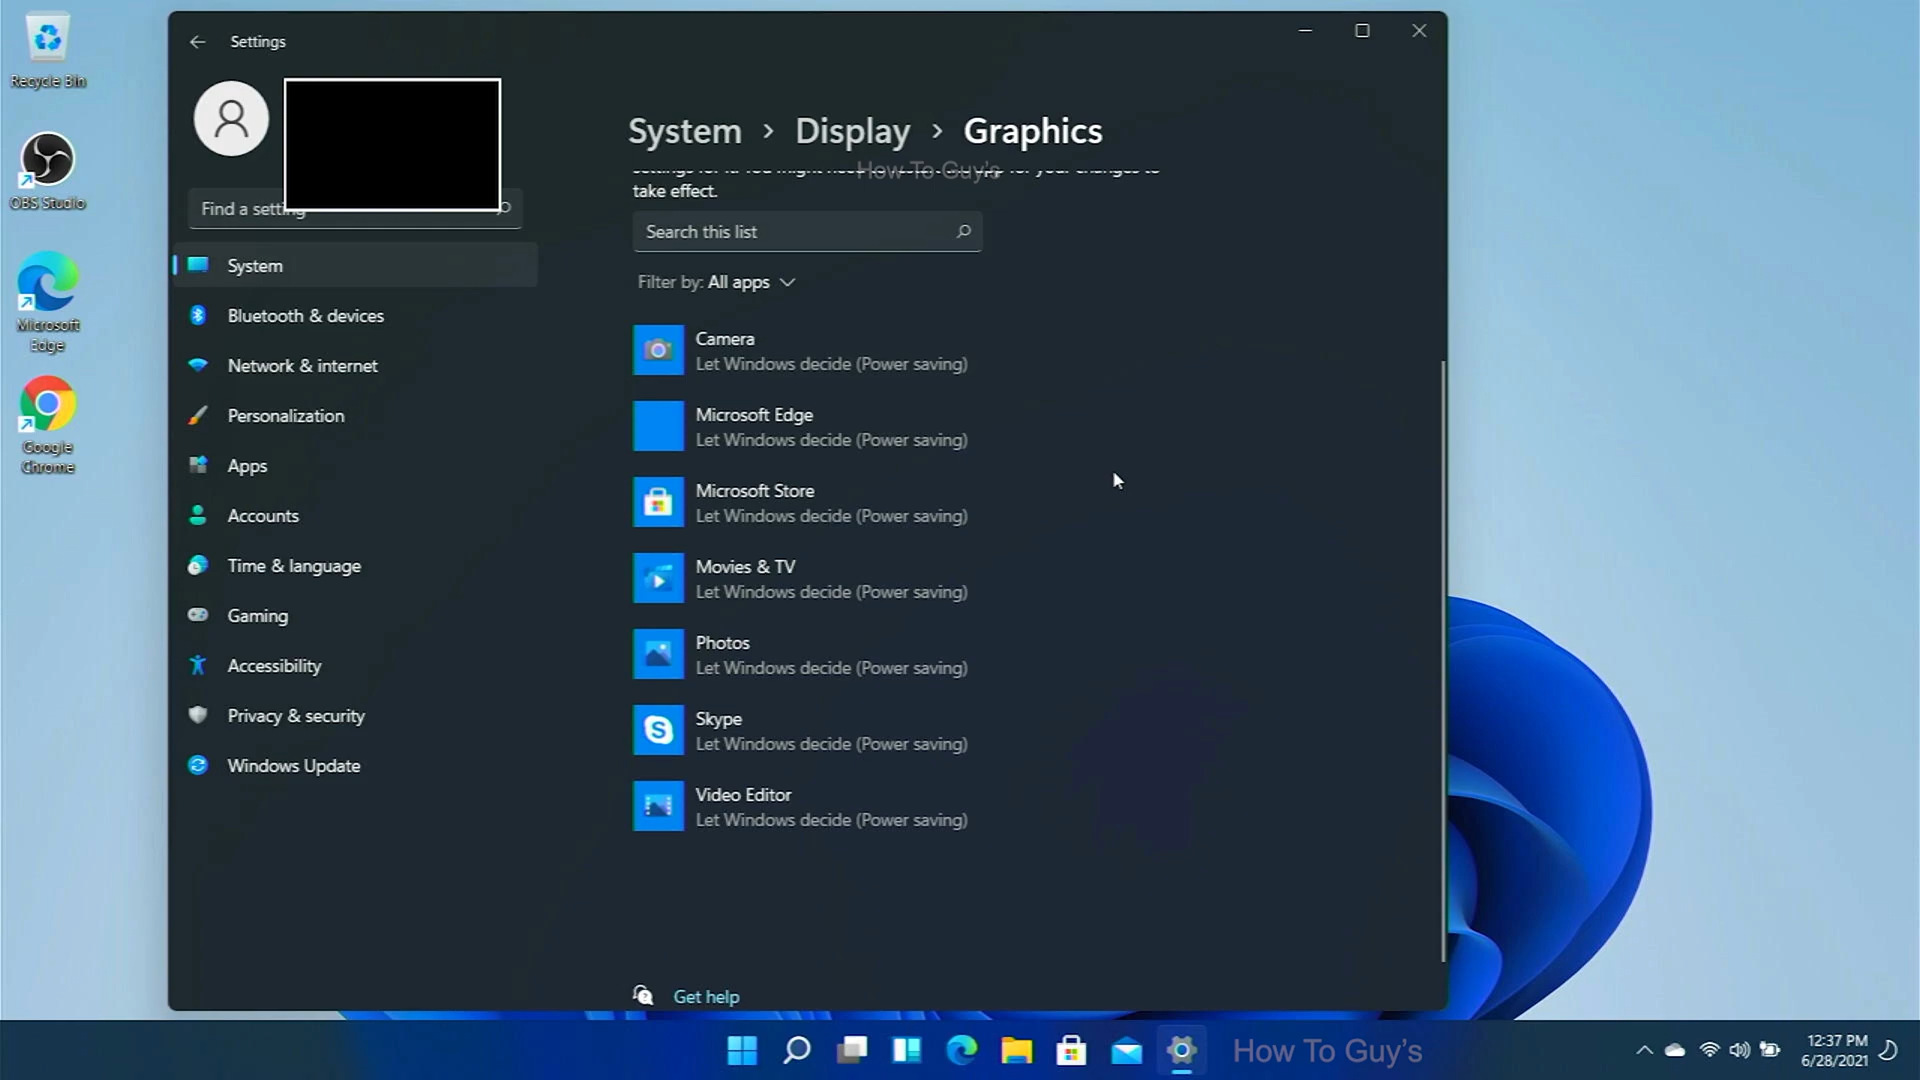 Recycle Bin
OBS Studio
Microsoft
Edge
Google
Chrome
Settings
Find a setting
System
Bluetooth & devices
Network & internet
Personalization
Apps
Accounts
Time & language
Gaming
Accessibility
Privacy & security
Windows Update
System > Display > Graphics
How To Guy's
take effect.
Search this list
Filter by: All apps
Camera
Let Windows decide (Power saving)
Microsoft Edge
Let Windows decide (Power saving)
Microsoft Store
Let Windows decide (Power saving)
Movies & TV
Let Windows decide (Power saving)
Photos
Let Windows decide (Power saving)
Skype
Let Windows decide (Power saving)
Video Editor
Let Windows decide (Power saving)
Get help
How To Guy's
12:37 PM
6/28/2021